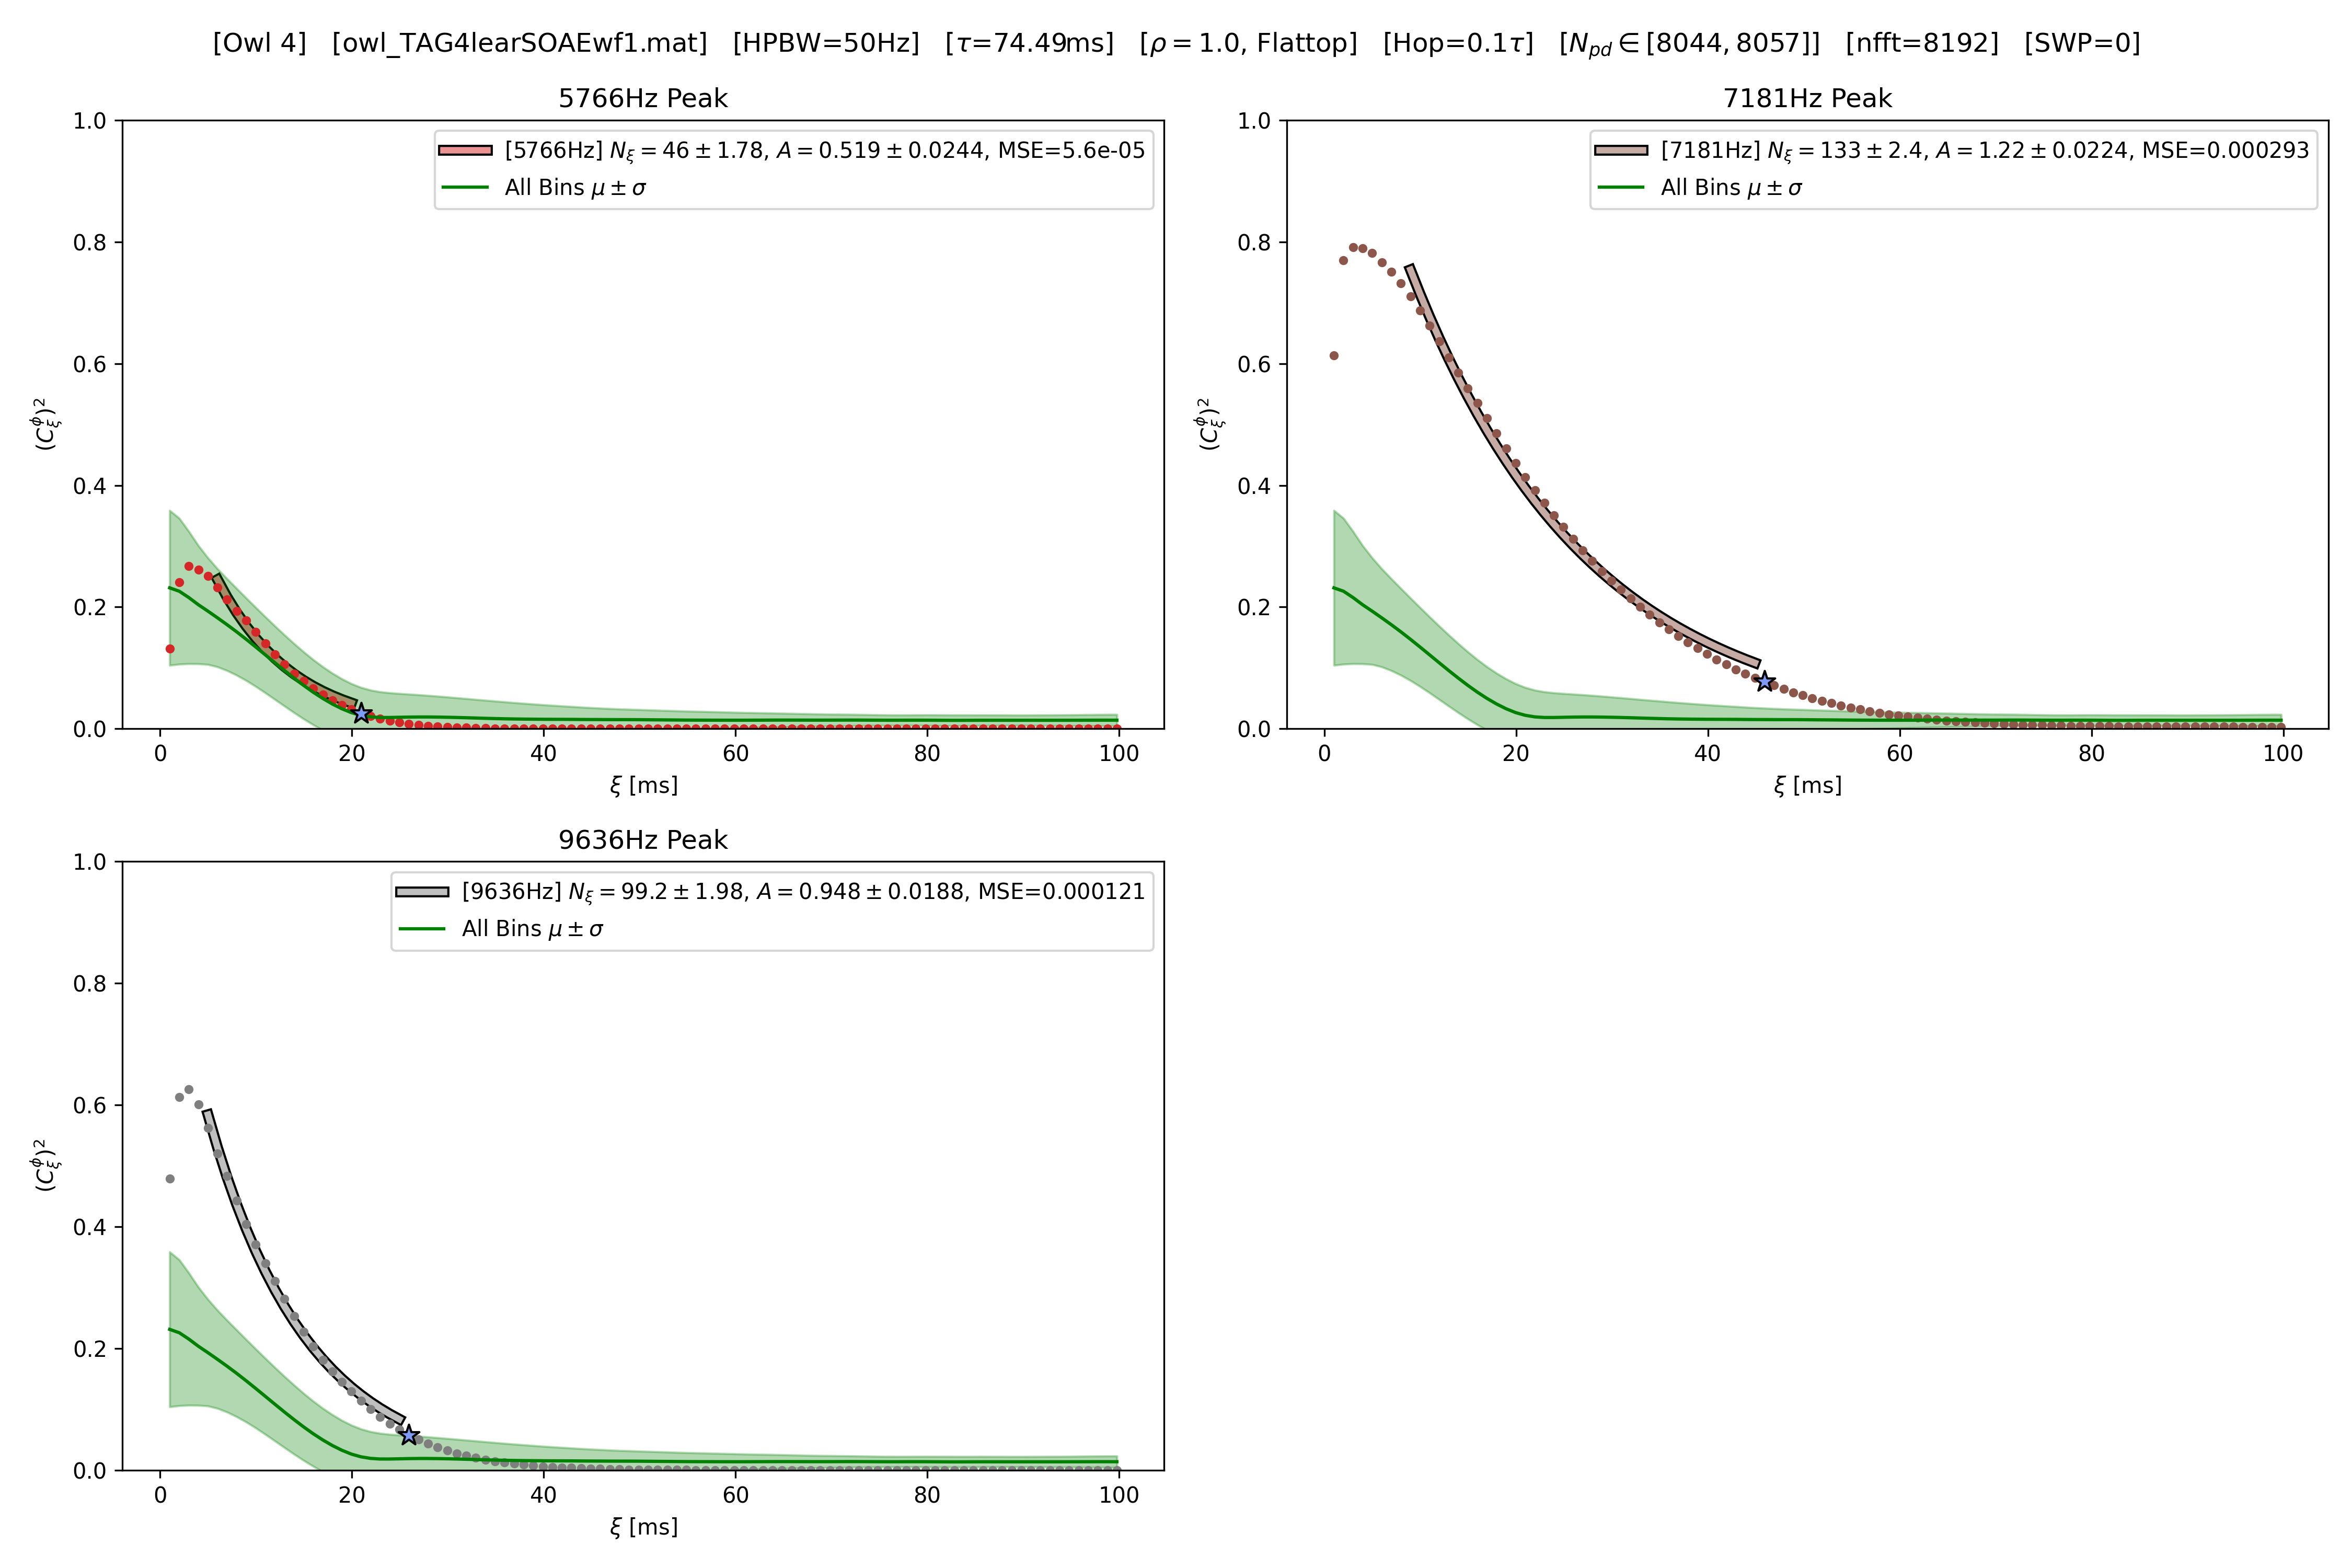 [Owl 4] [owl_TAG4learSOAEwf1.mat] [HPBW=50Hz] [τ=74.49ms] [ρ = 1.0, Flattop] [Hop=0.1τ] [N_pd ∈ [8044, 8057]] [nfft=8192] [SWP=0]
5766Hz Peak
[5766Hz] N_ξ = 46 ± 1.78, A = 0.519 ± 0.0244, MSE=5.6e-05
All Bins μ ± σ
1.0
0.8
0.6
0.4
0.2
0.0
(C_ξ^ϕ)^2
0 20 40 60 80 100
ξ [ms]
7181Hz Peak
[7181Hz] N_ξ = 133 ± 2.4, A = 1.22 ± 0.0224, MSE=0.000293
All Bins μ ± σ
1.0
0.8
0.6
0.4
0.2
0.0
(C_ξ^ϕ)^2
0 20 40 60 80 100
ξ [ms]
9636Hz Peak
[9636Hz] N_ξ = 99.2 ± 1.98, A = 0.948 ± 0.0188, MSE=0.000121
All Bins μ ± σ
1.0
0.8
0.6
0.4
0.2
0.0
(C_ξ^ϕ)^2
0 20 40 60 80 100
ξ [ms]